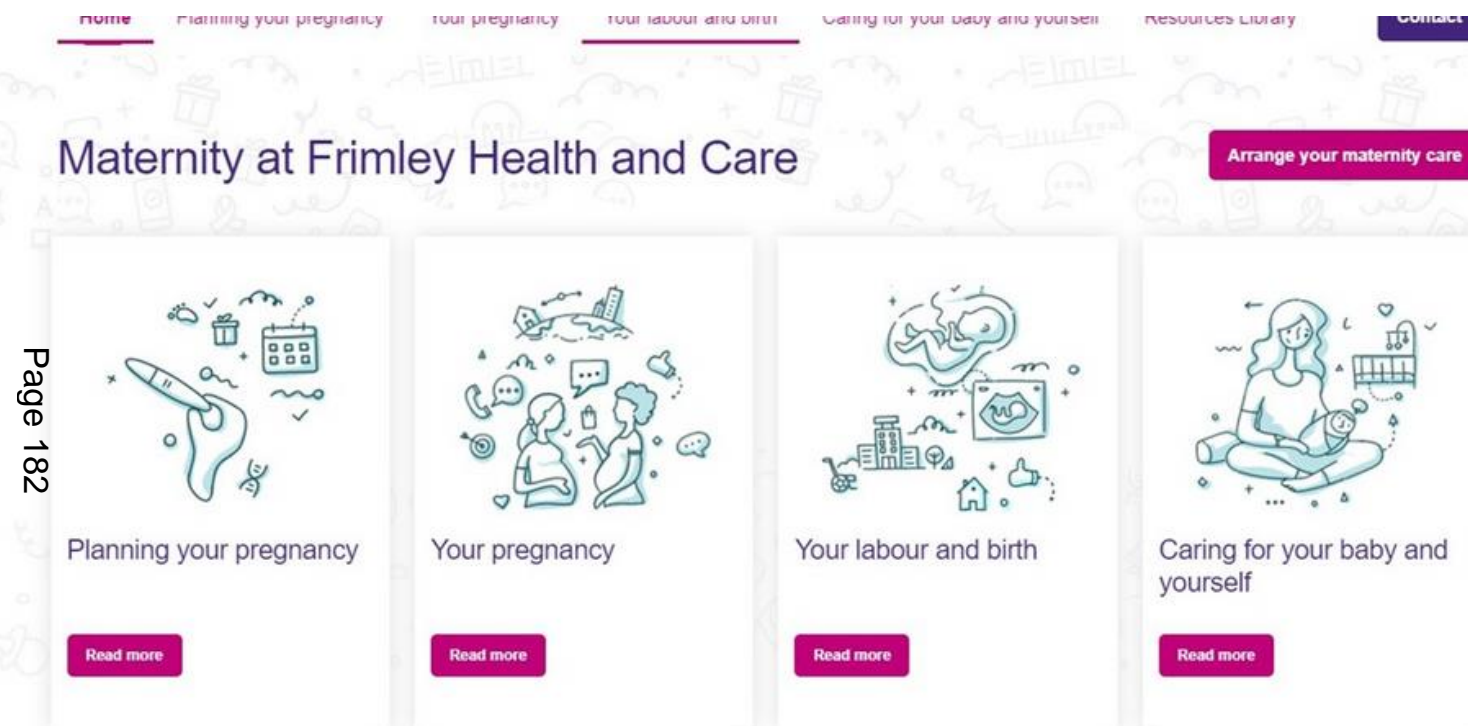 Home Planning your pregnancy Your pregnancy Your labour and birth Caring for your baby and yourself Resources Library Contact
Maternity at Frimley Health and Care
Arrange your maternity care
Page 182
Planning your pregnancy
Read more
Your pregnancy
Read more
Your labour and birth
Read more
Caring for your baby and
yourself
Read more